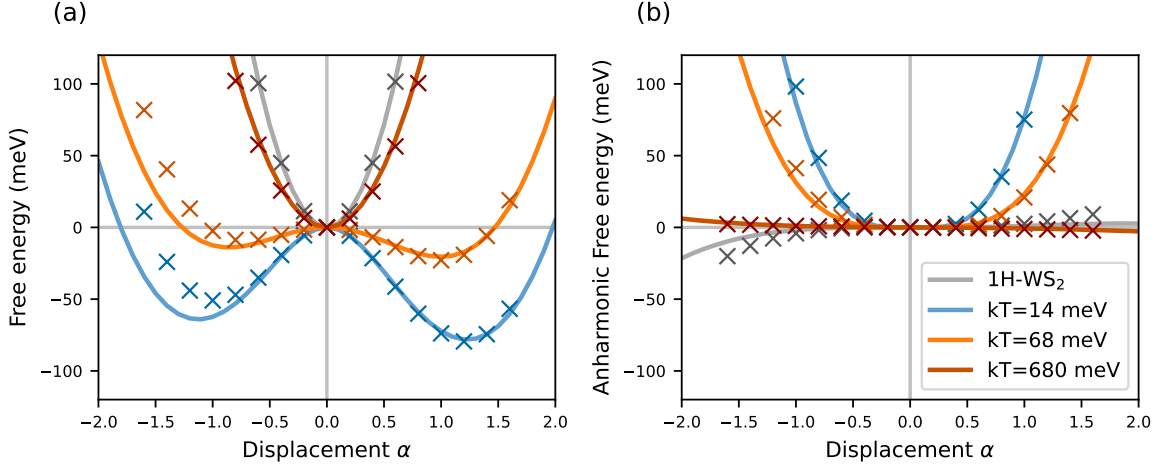 (a)
Free energy (meV)
100
50
0
−50
−100
−2.0 −1.5 −1.0 −0.5 0.0 0.5 1.0 1.5 2.0
Displacement α
(b)
Anharmonic Free energy (meV)
100
50
0
−50
−100
−2.0 −1.5 −1.0 −0.5 0.0 0.5 1.0 1.5 2.0
Displacement α
1H-WS₂
kT=14 meV
kT=68 meV
kT=680 meV